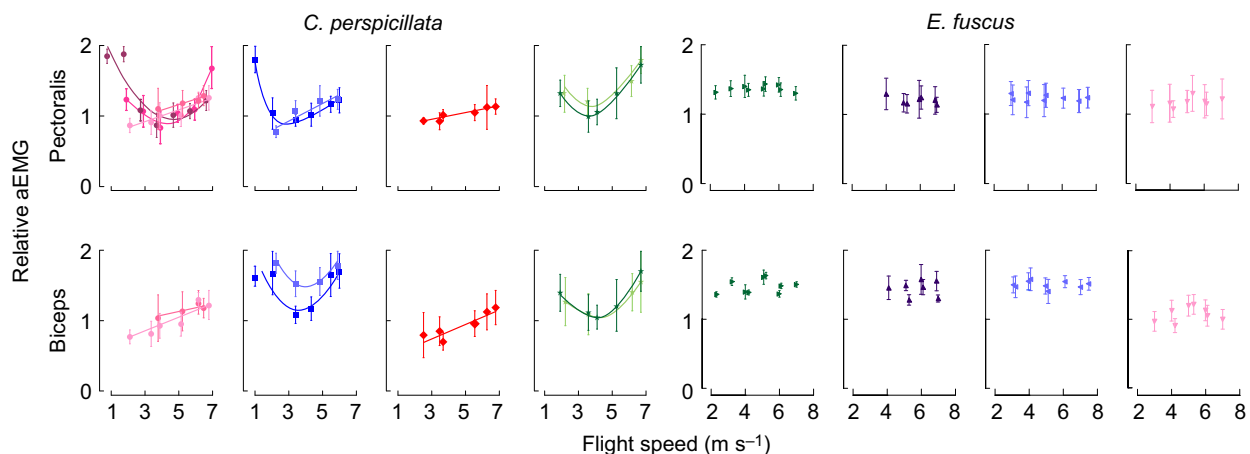 C. perspicillata E. fuscus
Relative aEMG
Pectoralis
2
1
0
2 1 0
Biceps
2
1
0
2 1 0
1 3 5 7 1 3 5 7 1 3 5 7 1 3 5 7 2 4 6 8 2 4 6 8 2 4 6 8 2 4 6 8
Flight speed (m s⁻¹)